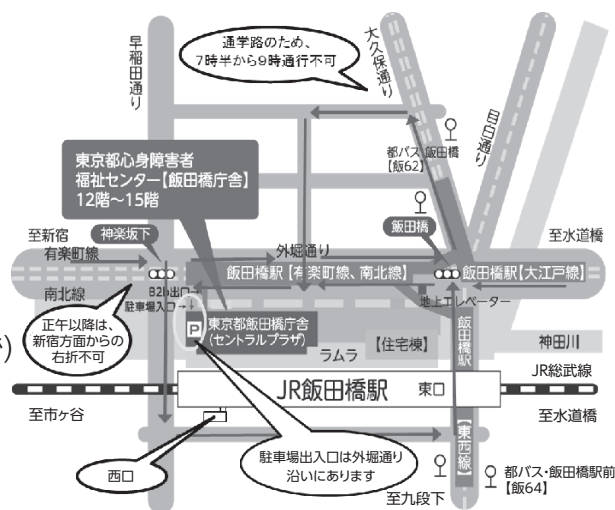 通学路のため、
7時半から9時通行不可
早稲田通り
大久保通り
目白通り
都バス・飯田橋
【飯62】
東京都心身障害者
福祉センター【飯田橋庁舎】
12階～15階
至新宿
神楽坂下
外堀通り
飯田橋
至水道橋
有楽町線
飯田橋駅【有楽町線、南北線】
飯田橋駅【大江戸線】
南北線
B2b出口→
駐車場入口→
地上エレベーター
正午以降は、
新宿方面からの
右折不可
P
東京都飯田橋庁舎
(セントラルプラザ)
ラムラ
【住宅棟】
飯田橋駅
【東西線】
神田川
JR総武線
JR飯田橋駅
東口
至市ヶ谷
至水道橋
西口
駐車場出入口は外堀通り
沿いにあります
至九段下
都バス・飯田橋駅前
【飯64】